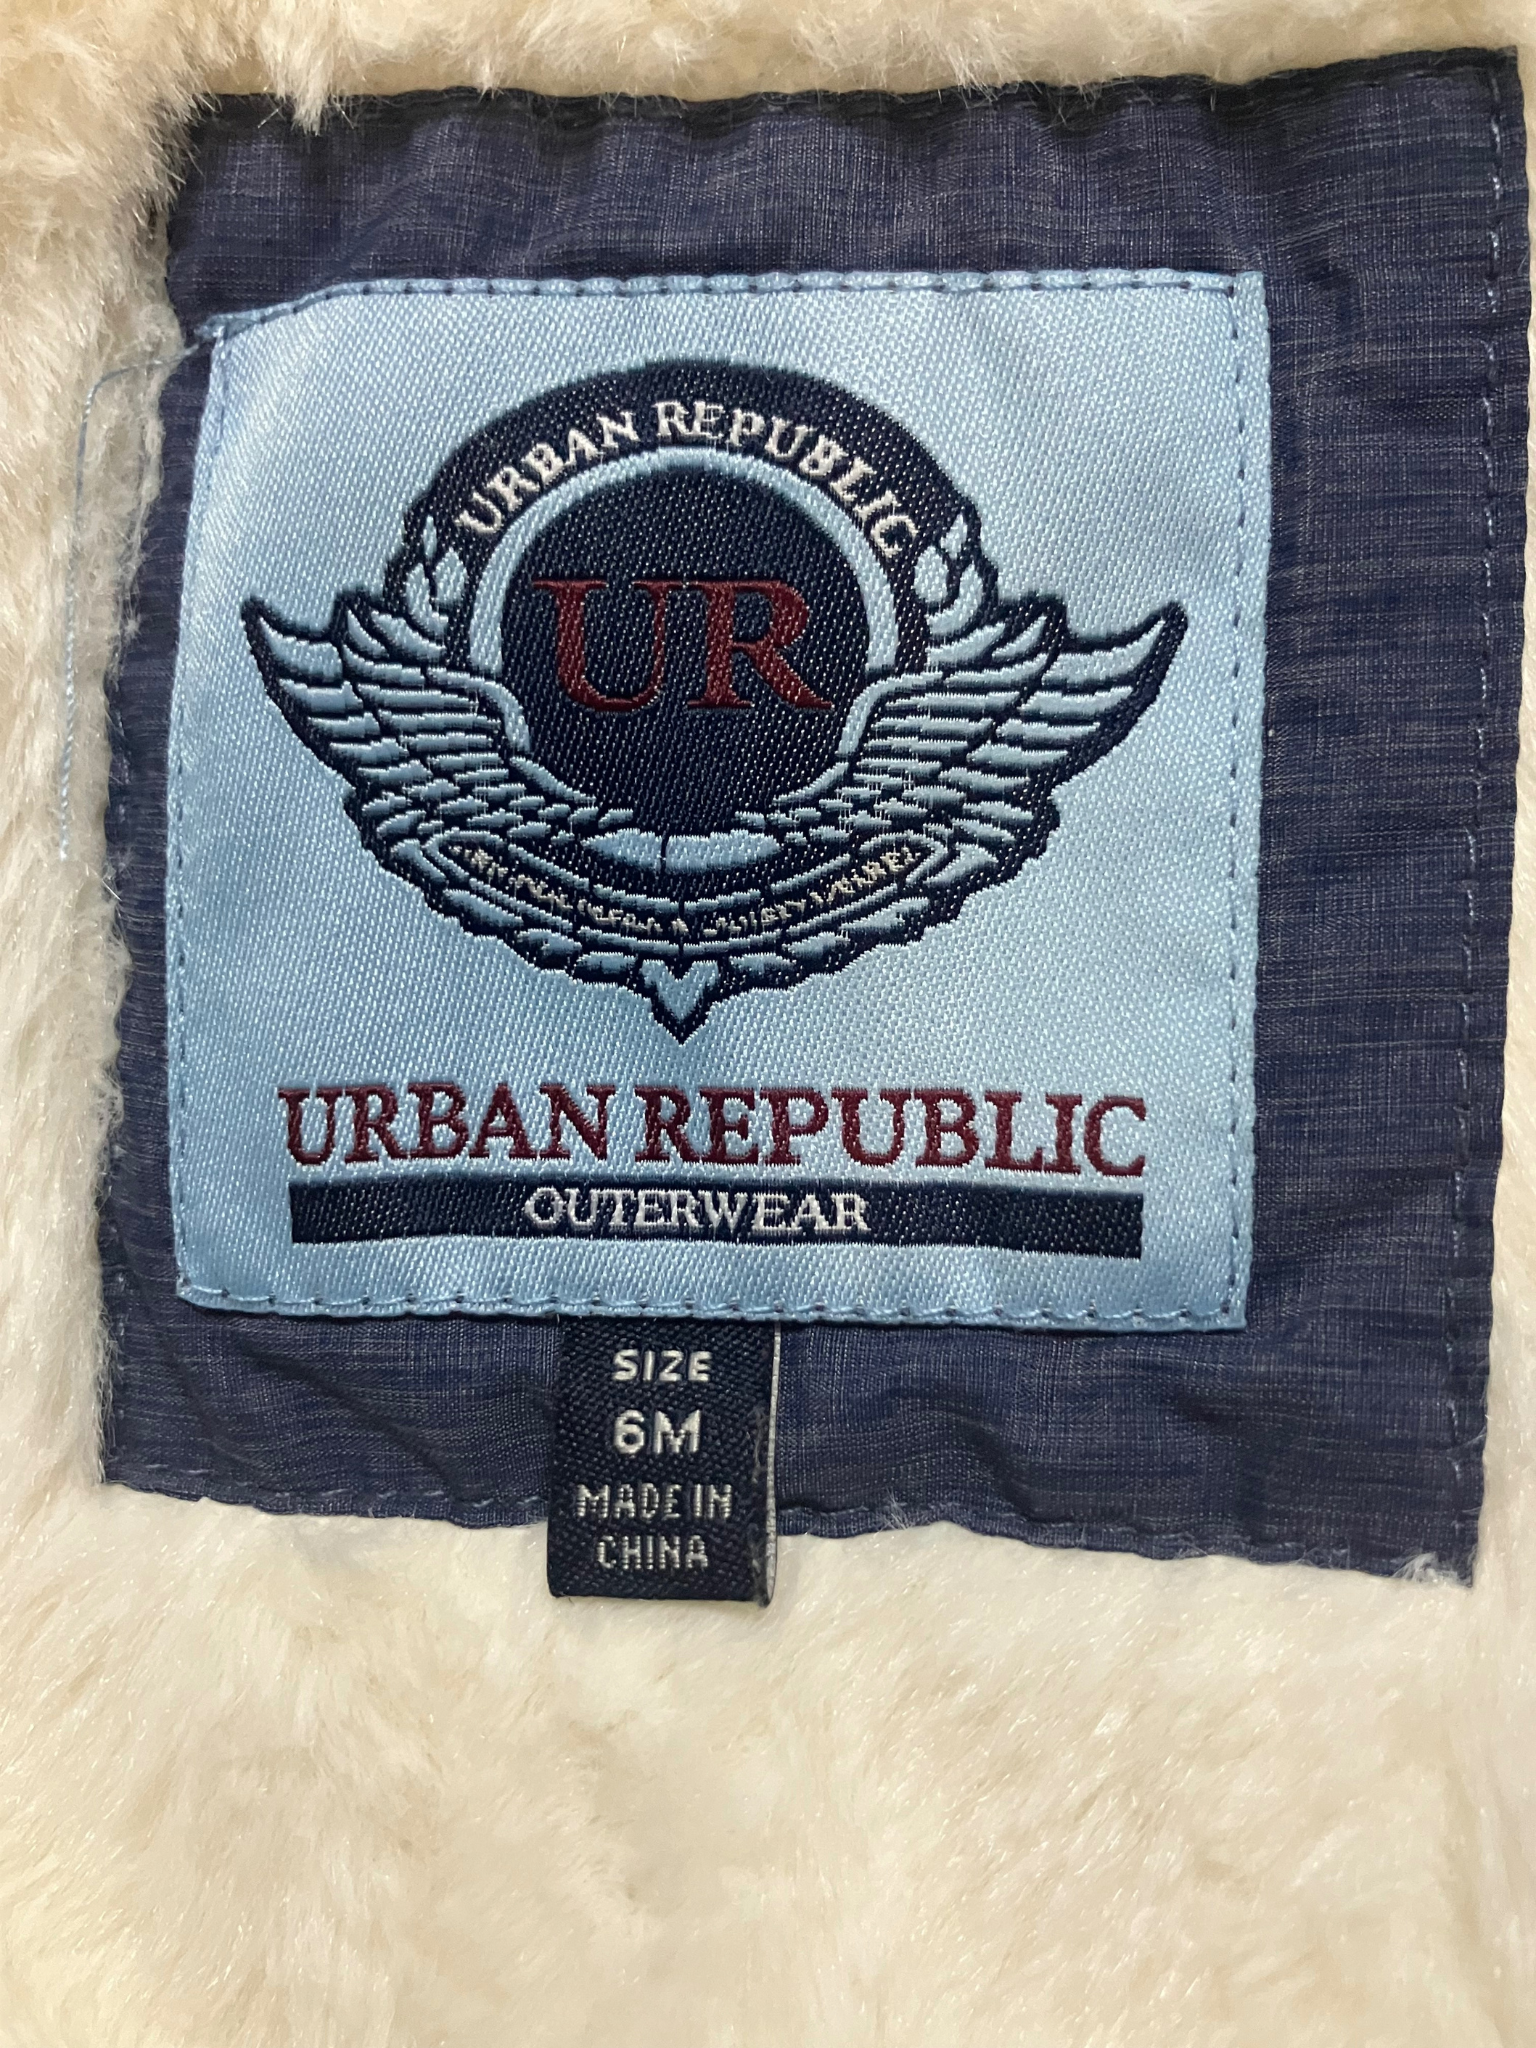 URBAN REPUBLIC
UR
URBAN REPUBLIC
OUTERWEAR
SIZE
6M
MADE IN
CHINA